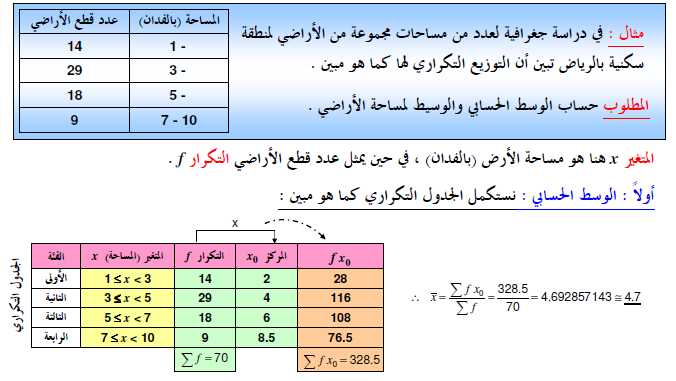 مثال : في دراسة جغرافية لعدد من مساحات مجموعة من الأراضي لمنطقة
سكنية بالرياض تبين أن التوزيع التكراري لها كما هو مبين .
المطلوب حساب الوسط الحسابي والوسيط لمساحة الأراضي .
المساحة (بالفدان) عدد قطع الأراضي
1 - 14
3 - 29
5 - 18
7 - 10 9
المتغير x هنا هو مساحة الأرض (بالفدان) ، في حين يمثل عدد قطع الأراضي التكرار f .
أولاً : الوسط الحسابي : نستكمل الجدول التكراري كما هو مبين :
x
الجدول التكراري
الفئة المتغير (المساحة) x التكرار f المركز x₀ f x₀
الأولى 1 ≤ x < 3 14 2 28
الثانية 3 ≤ x < 5 29 4 116
الثالثة 5 ≤ x < 7 18 6 108
الرابعة 7 ≤ x < 10 9 8.5 76.5
∑ f = 70 ∑ f x₀ = 328.5
∴ x̄ = ∑ f x₀ / ∑ f = 328.5 / 70 = 4.692857143 ≅ 4.7